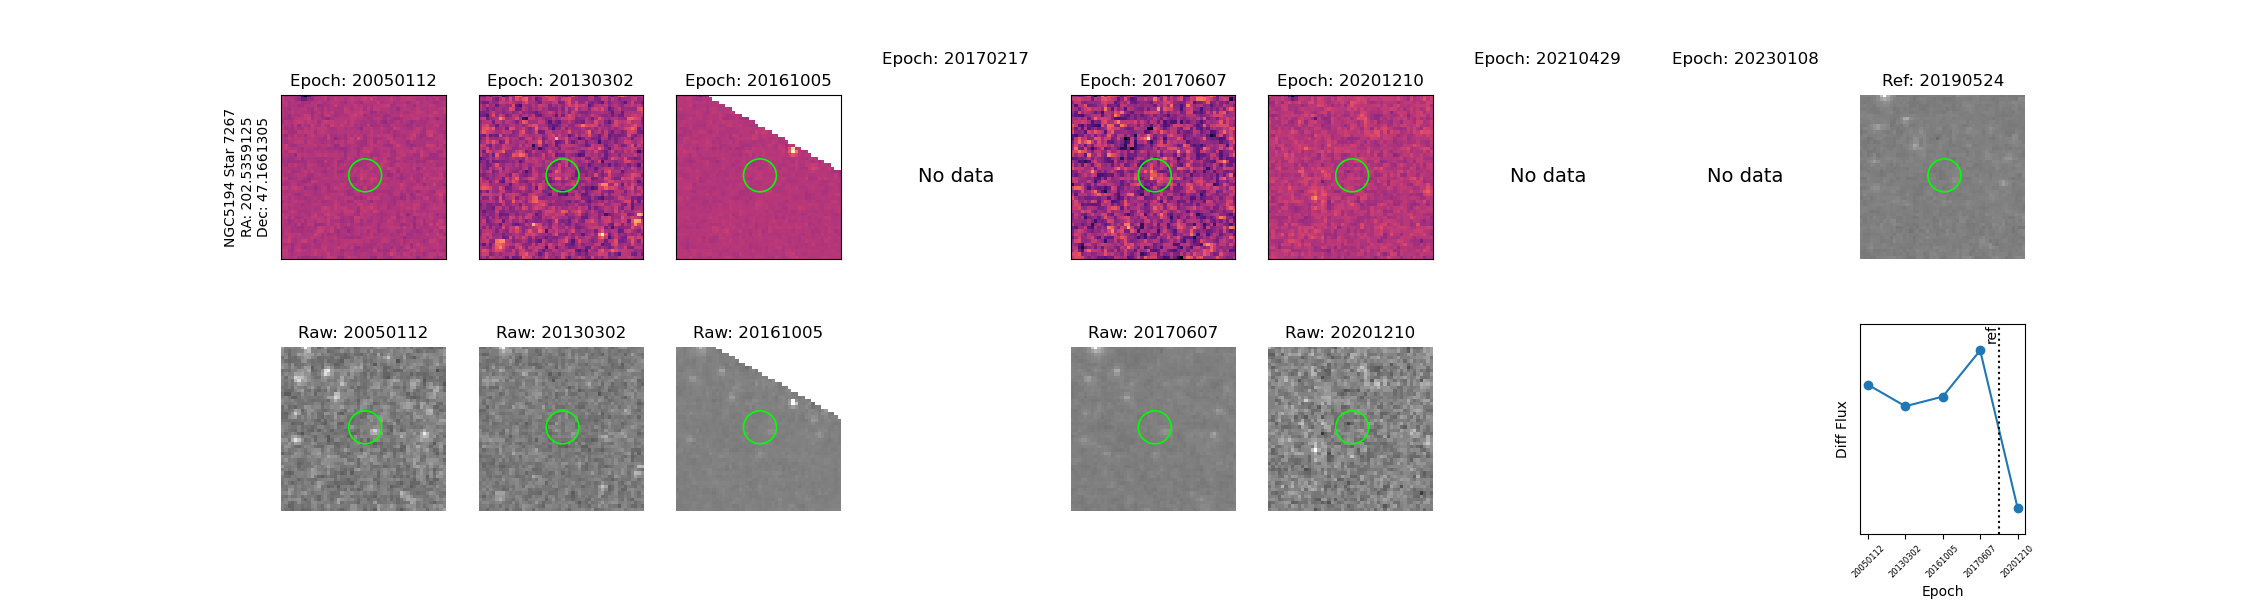 Epoch: 20050112
Epoch: 20130302
Epoch: 20161005
Epoch: 20170217
Epoch: 20170607
Epoch: 20201210
Epoch: 20210429
Epoch: 20230108
Ref: 20190524
NGC5194 Star 7267
RA: 202.5359125
Dec: 47.1661305
No data
No data
No data
Raw: 20050112
Raw: 20130302
Raw: 20161005
Raw: 20170607
Raw: 20201210
ref
Diff Flux
20050112
20130302
20161005
20170607
20201210
Epoch